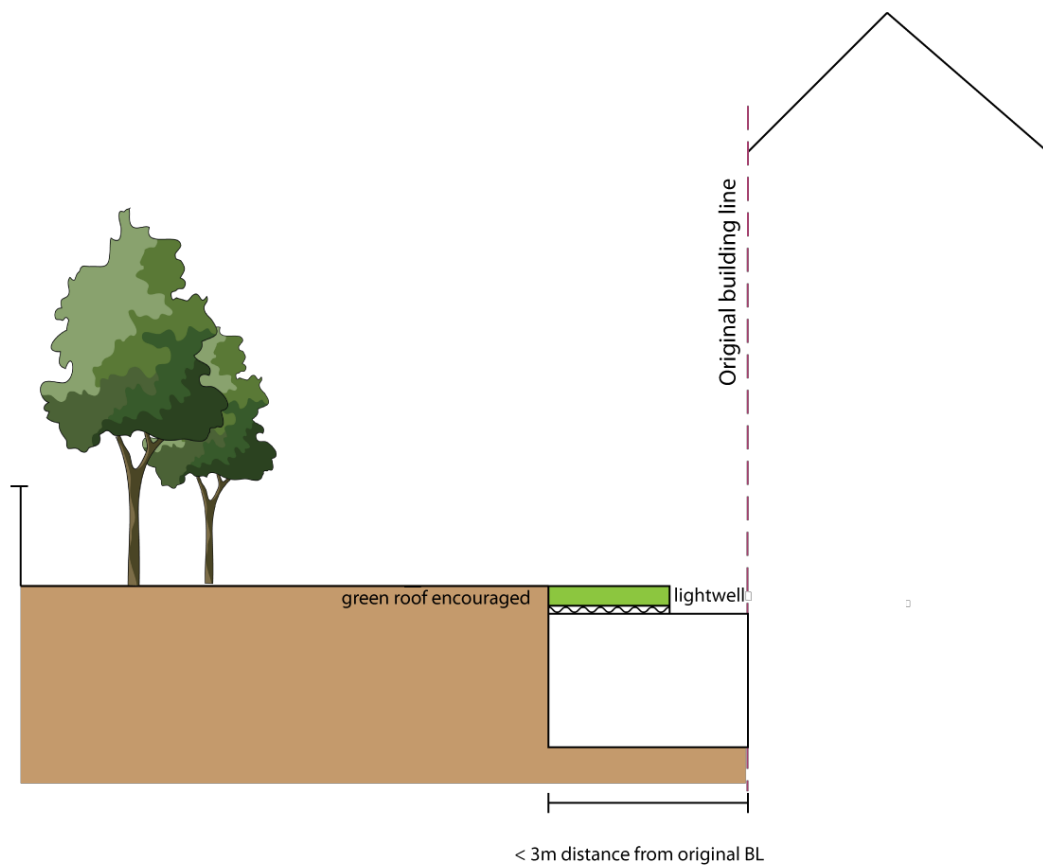 Original building line
green roof encouraged
lightwell
< 3m distance from original BL